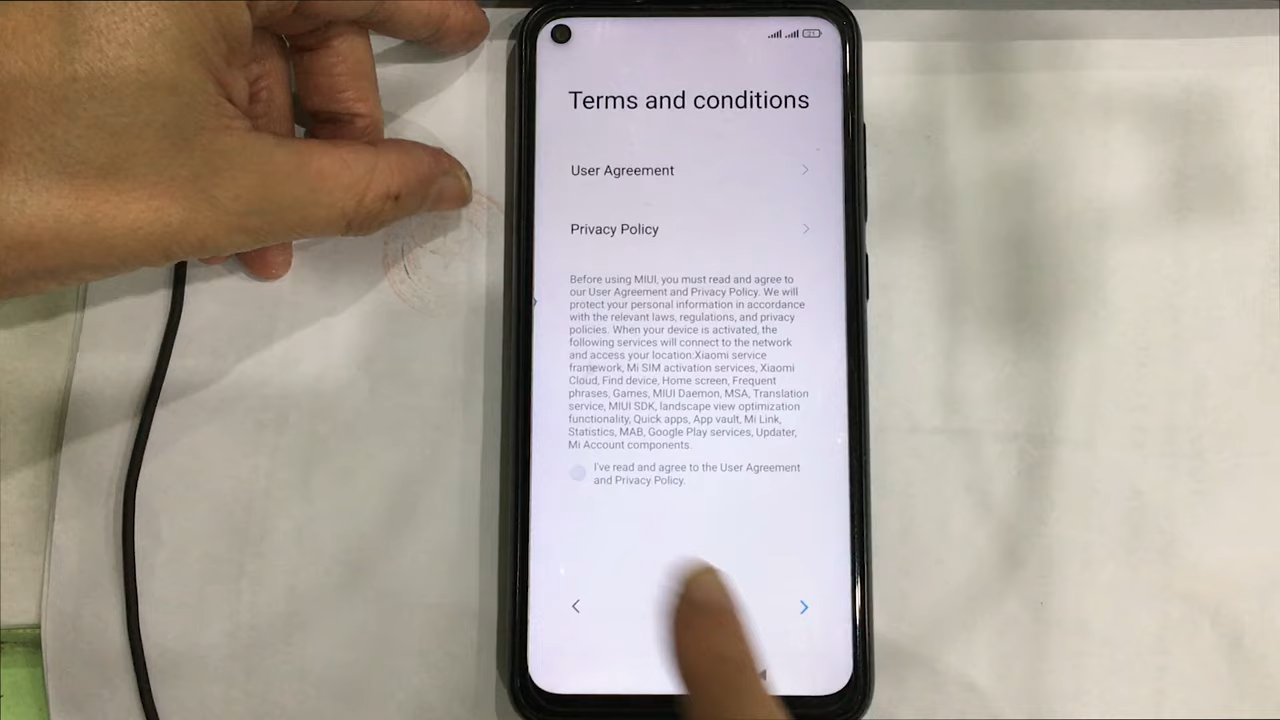 Terms and conditions
User Agreement
Privacy Policy
Before using MIUI, you must read and agree to
our User Agreement and Privacy Policy. We will
protect your personal information in accordance
with the relevant laws, regulations, and privacy
policies. When your device is activated, the
following services will connect to the network
and access your location:Xiaomi service
framework, Mi SIM activation services, Xiaomi
Cloud, Find device, Home screen, Frequent
phrases, Games, MIUI Daemon, MSA, Translation
service, MIUI SDK, landscape view optimization
functionality, Quick apps, App vault, Mi Link,
Statistics, MAB, Google Play services, Updater,
Mi Account components.
I've read and agree to the User Agreement
and Privacy Policy.